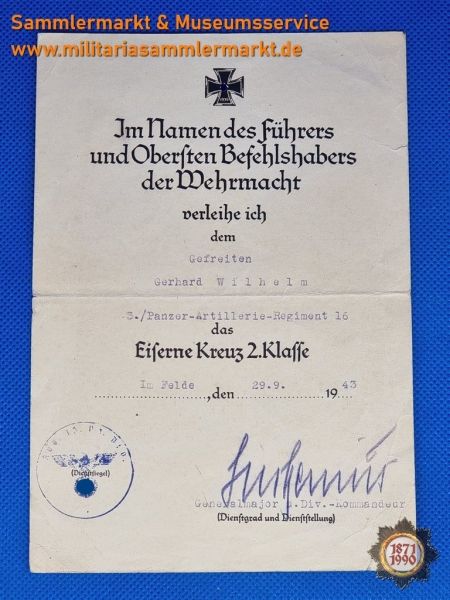 Sammlermarkt & Museumsservice
www.militariasammlermarkt.de
Im Namen des Führers
und Obersten Befehlshabers
der Wehrmacht
verleihe ich
dem
Gefreiten
Gerhard Wilhelm
3./Panzer-Artillerie-Regiment 16
das
Eiserne Kreuz 2. Klasse
Im Felde, den 29.9. 1943
(Dienstsiegel)
Generalmajor u. Div.-Kommandeur
(Dienstgrad und Dienststellung)
1871
1990